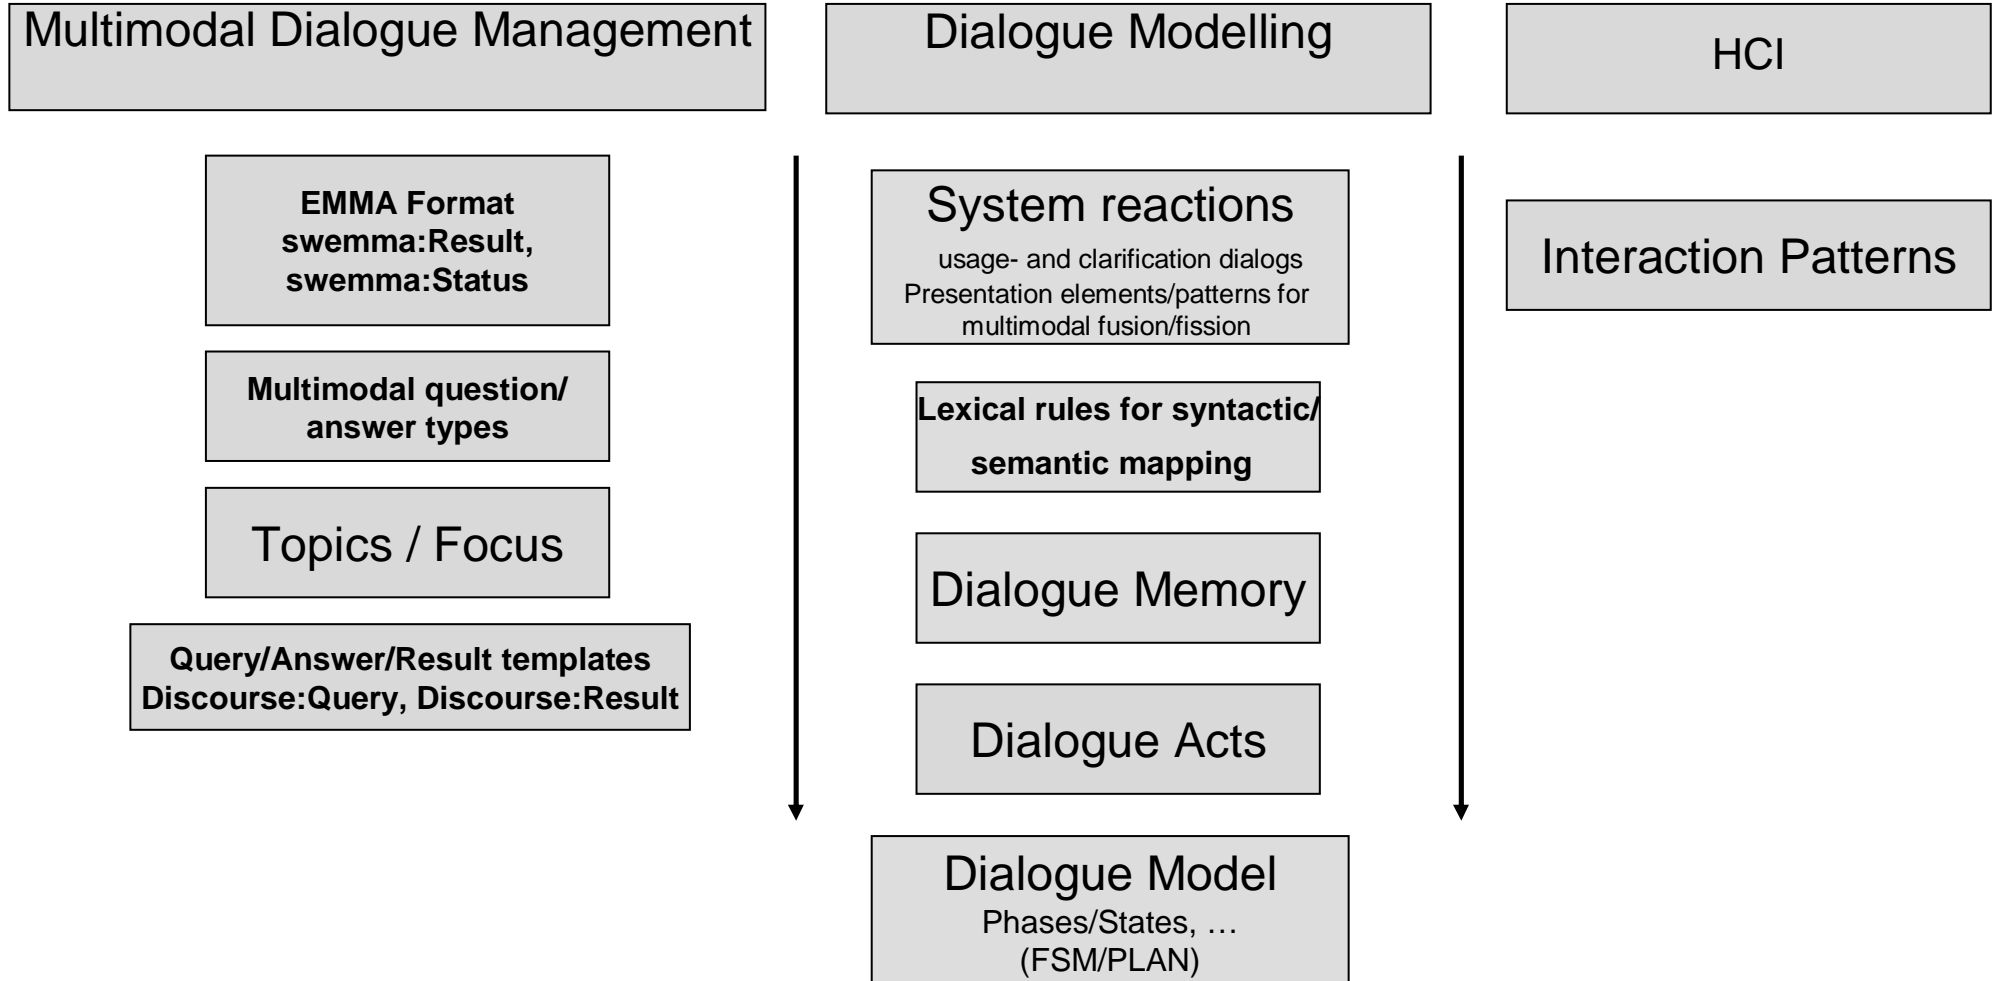 Multimodal Dialogue Management
EMMA Format
swemma:Result,
swemma:Status
Multimodal question/
answer types
Topics / Focus
Query/Answer/Result templates
Discourse:Query, Discourse:Result
Dialogue Modelling
System reactions
usage- and clarification dialogs
Presentation elements/patterns for
multimodal fusion/fission
Lexical rules for syntactic/
semantic mapping
Dialogue Memory
Dialogue Acts
Dialogue Model
Phases/States, …
(FSM/PLAN)
HCI
Interaction Patterns